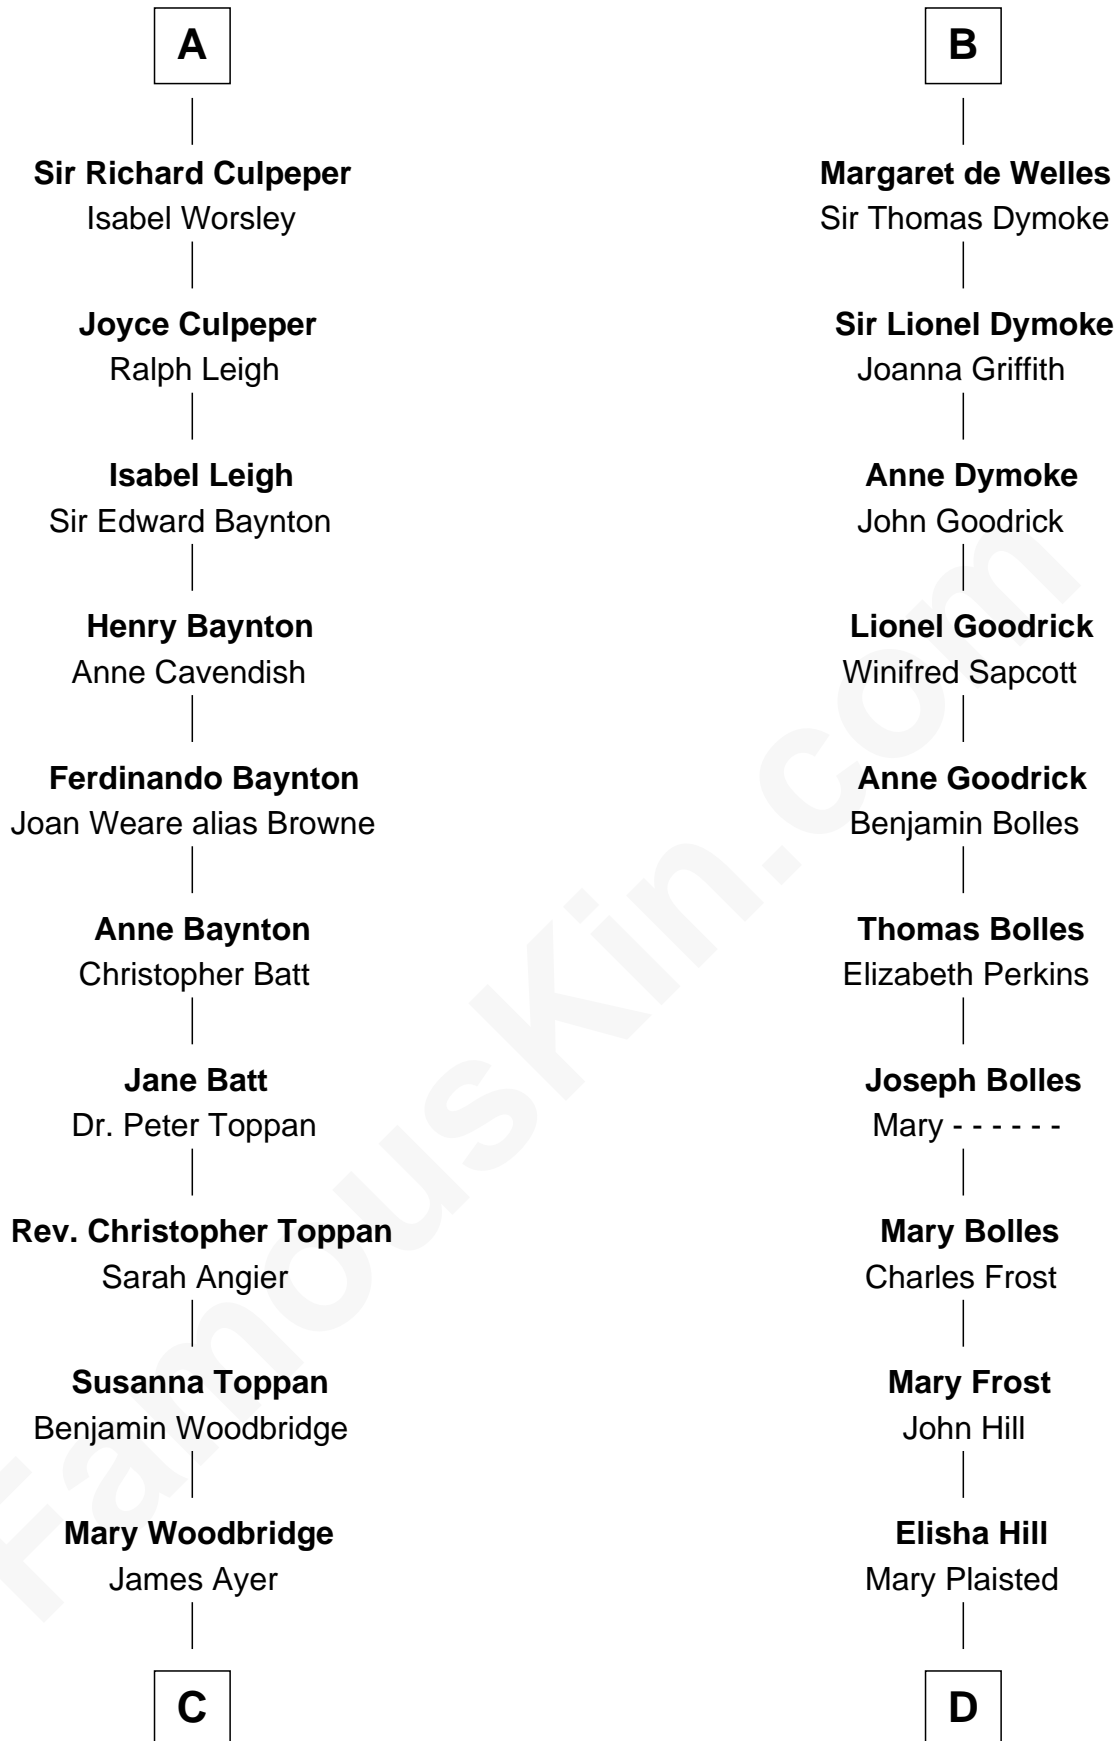 A
Sir Richard Culpeper
Isabel Worsley
Joyce Culpeper
Ralph Leigh
Isabel Leigh
Sir Edward Baynton
Henry Baynton
Anne Cavendish
Ferdinando Baynton
Joan Weare alias Browne
Anne Baynton
Christopher Batt
Jane Batt
Dr. Peter Toppan
Rev. Christopher Toppan
Sarah Angier
Susanna Toppan
Benjamin Woodbridge
Mary Woodbridge
James Ayer
C
B
Margaret de Welles
Sir Thomas Dymoke
Sir Lionel Dymoke
Joanna Griffith
Anne Dymoke
John Goodrick
Lionel Goodrick
Winifred Sapcott
Anne Goodrick
Benjamin Bolles
Thomas Bolles
Elizabeth Perkins
Joseph Bolles
Mary - - - - - -
Mary Bolles
Charles Frost
Mary Frost
John Hill
Elisha Hill
Mary Plaisted
D
FamousKin.com